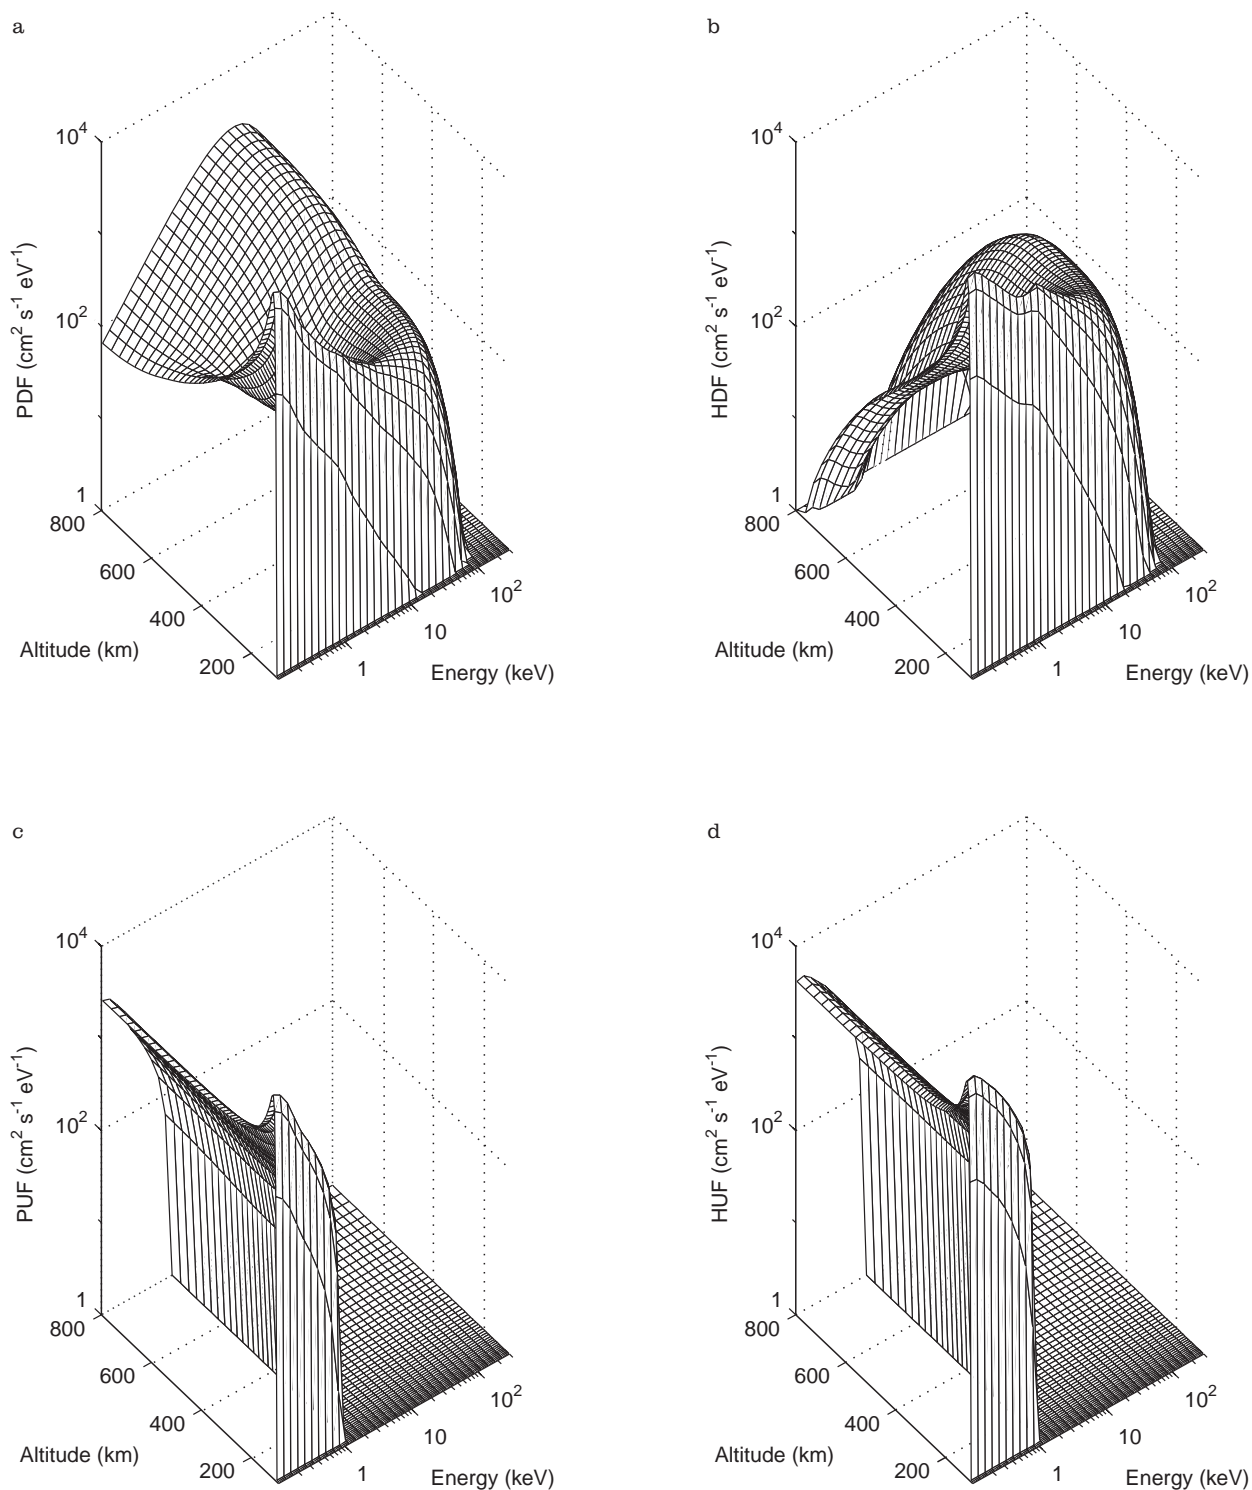 a
10^4
10^2
1
PDF (cm^2 s^-1 eV^-1)
800
600
400
200
Altitude (km)
1
10
10^2
Energy (keV)
b
10^4
10^2
1
HDF (cm^2 s^-1 eV^-1)
800
600
400
200
Altitude (km)
1
10
10^2
Energy (keV)
c
10^4
10^2
1
PUF (cm^2 s^-1 eV^-1)
800
600
400
200
Altitude (km)
1
10
10^2
Energy (keV)
d
10^4
10^2
1
HUF (cm^2 s^-1 eV^-1)
800
600
400
200
Altitude (km)
1
10
10^2
Energy (keV)